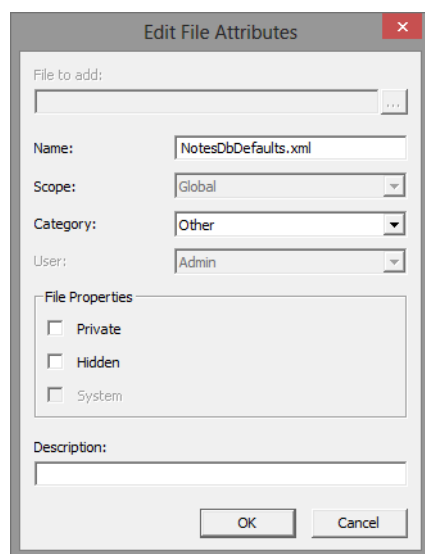 Edit File Attributes
File to add:
...
Name: NotesDbDefaults.xml
Scope: Global
Category: Other
User: Admin
File Properties
Private
Hidden
System
Description:
OK Cancel